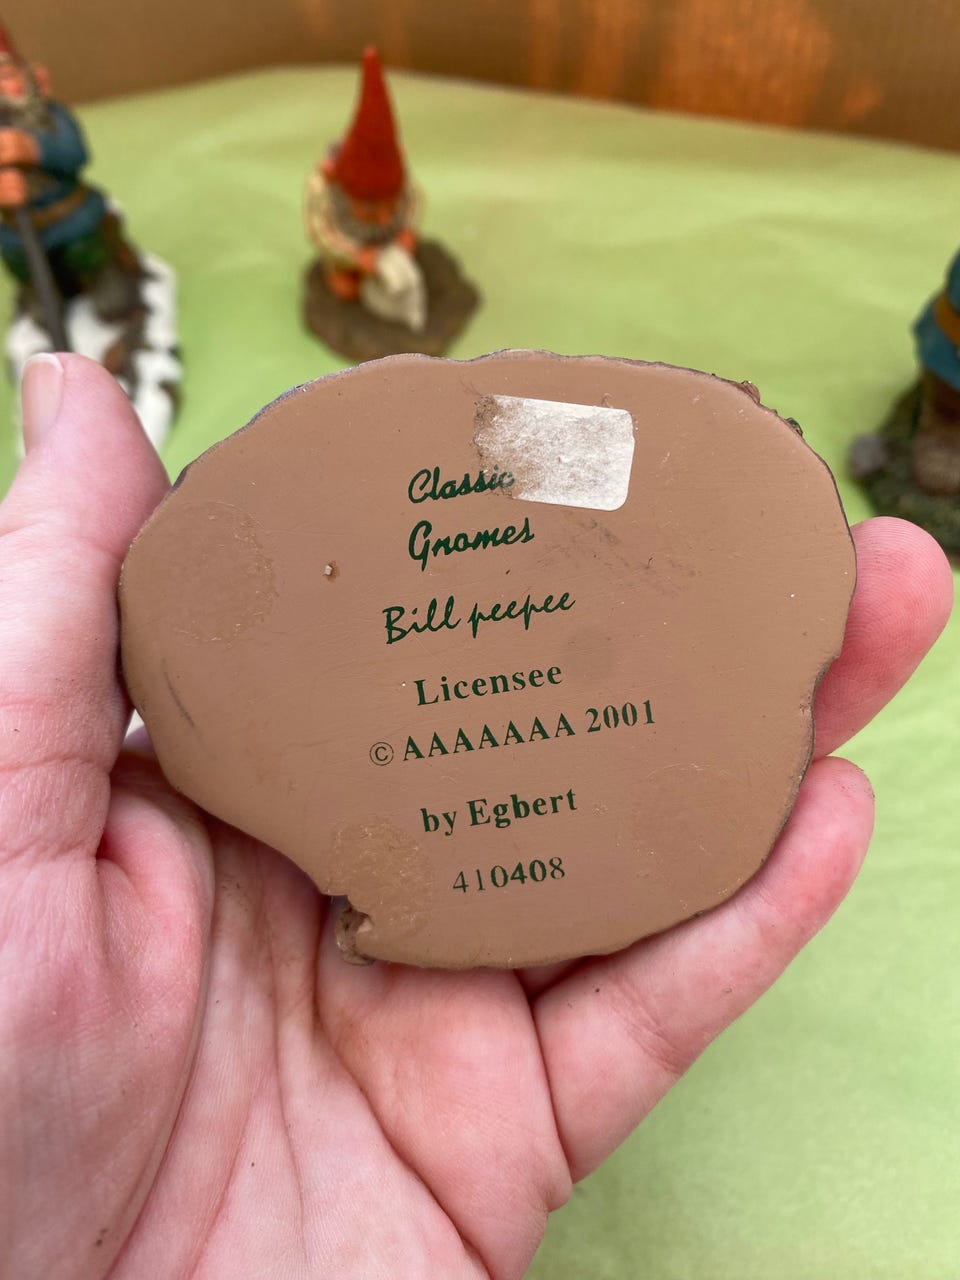 Classic
Gnomes
Bill peepee
Licensee
© AAAAAAA 2001
by Egbert
410408